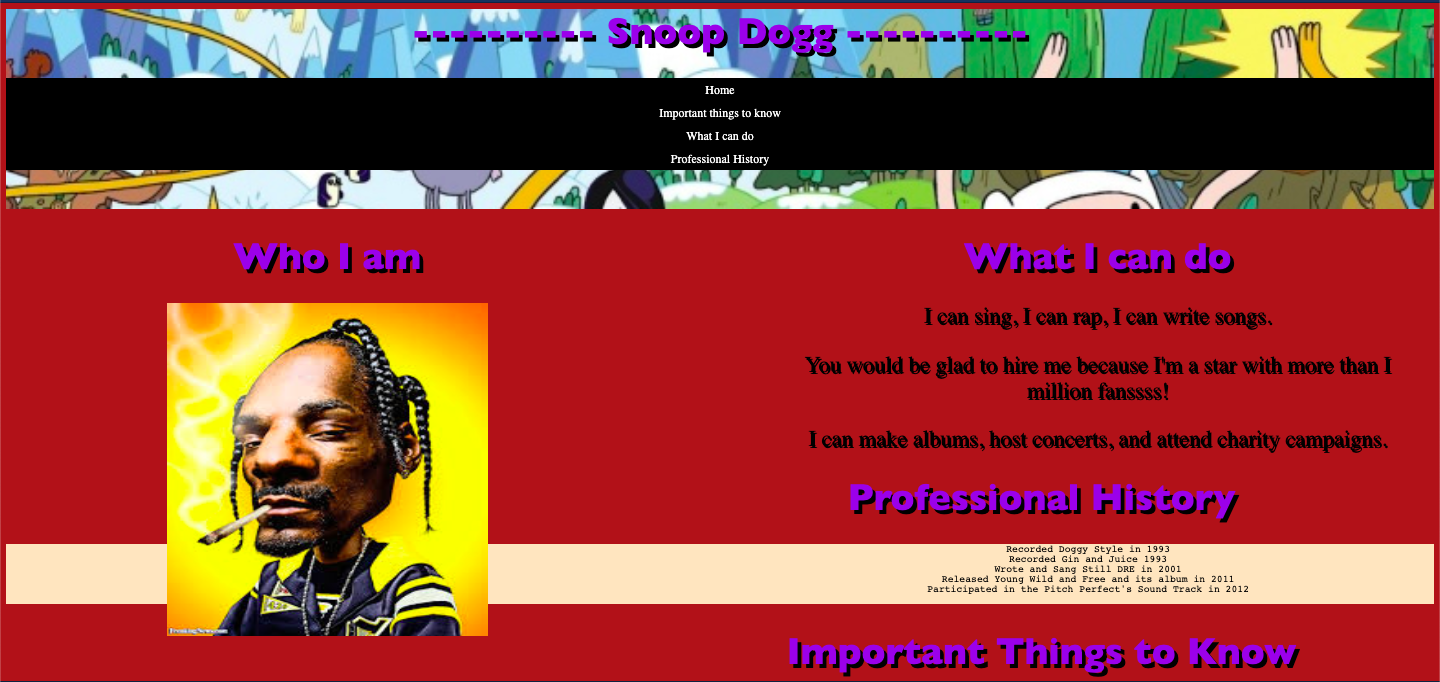 ---------- Snoop Dogg ----------
Home
Important things to know
What I can do
Professional History
Who I am
What I can do
I can sing, I can rap, I can write songs.
You would be glad to hire me because I'm a star with more than 1
million fanssss!
I can make albums, host concerts, and attend charity campaigns.
Professional History
Recorded Doggy Style in 1993
Recorded Gin and Juice 1993
Wrote and Sang Still DRE in 2001
Released Young Wild and Free and its album in 2011
Participated in the Pitch Perfect's Sound Track in 2012
Important Things to Know